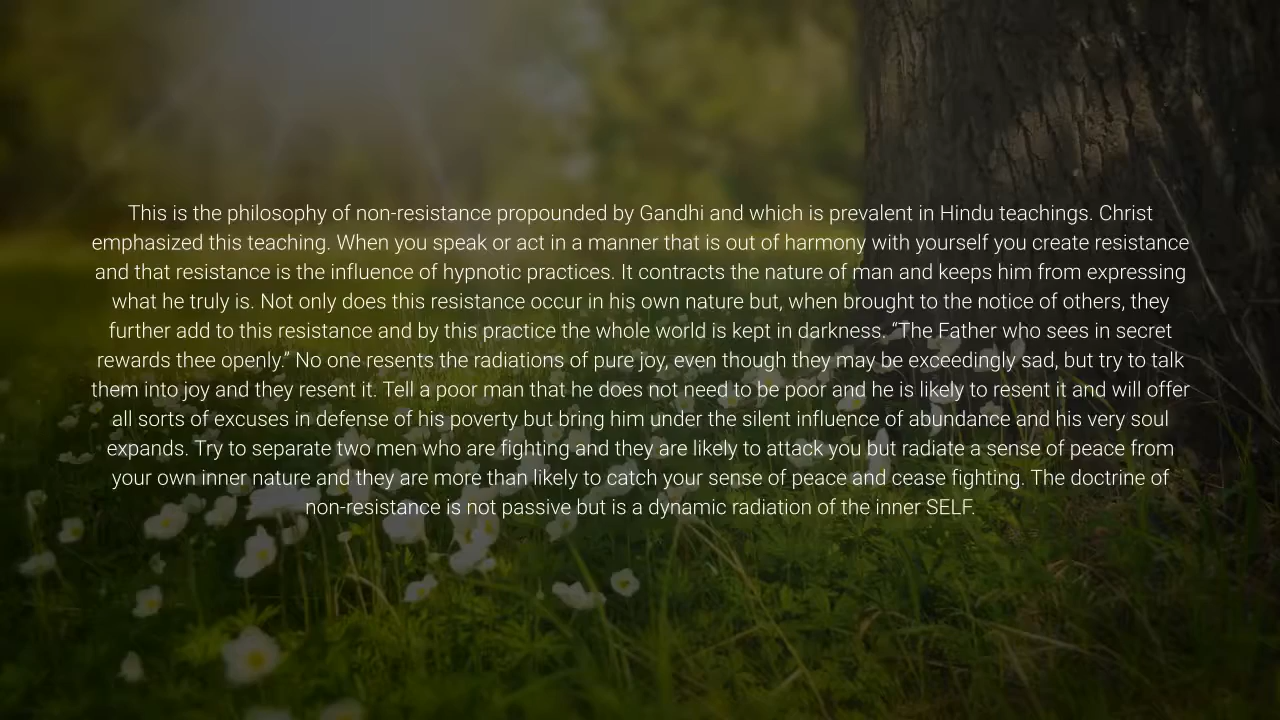 This is the philosophy of non-resistance propounded by Gandhi and which is prevalent in Hindu teachings. Christ
emphasized this teaching. When you speak or act in a manner that is out of harmony with yourself you create resistance
and that resistance is the influence of hypnotic practices. It contracts the nature of man and keeps him from expressing
what he truly is. Not only does this resistance occur in his own nature but, when brought to the notice of others, they
further add to this resistance and by this practice the whole world is kept in darkness. “The Father who sees in secret
rewards thee openly.” No one resents the radiations of pure joy, even though they may be exceedingly sad, but try to talk
them into joy and they resent it. Tell a poor man that he does not need to be poor and he is likely to resent it and will offer
all sorts of excuses in defense of his poverty but bring him under the silent influence of abundance and his very soul
expands. Try to separate two men who are fighting and they are likely to attack you but radiate a sense of peace from
your own inner nature and they are more than likely to catch your sense of peace and cease fighting. The doctrine of
non-resistance is not passive but is a dynamic radiation of the inner SELF.